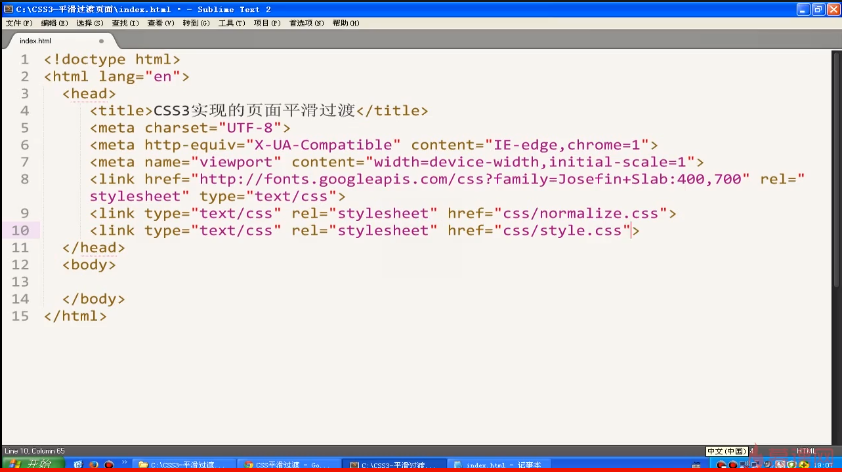 C:\CSS3-平滑过渡页面\index.html • - Sublime Text 2
文件(F) 编辑(E) 选择(S) 查找(I) 查看(V) 转到(G) 工具(T) 项目(P) 首选项(N) 帮助(H)
index.html
1 <!doctype html>
2 <html lang="en">
3 <head>
4 <title>CSS3实现的页面平滑过渡</title>
5 <meta charset="UTF-8">
6 <meta http-equiv="X-UA-Compatible" content="IE-edge,chrome=1">
7 <meta name="viewport" content="width=device-width,initial-scale=1">
8 <link href="http://fonts.googleapis.com/css?family=Josefin+Slab:400,700" rel="
stylesheet" type="text/css">
9 <link type="text/css" rel="stylesheet" href="css/normalize.css">
10 <link type="text/css" rel="stylesheet" href="css/style.css">
11 </head>
12 <body>
13
14 </body>
15 </html>
Line 10, Column 65
中文(中国)
HTML
开始
C:\CSS3-平滑过渡...
CSS平滑过渡 - Go...
C:\CSS3-平滑过渡...
index.html - 记事本